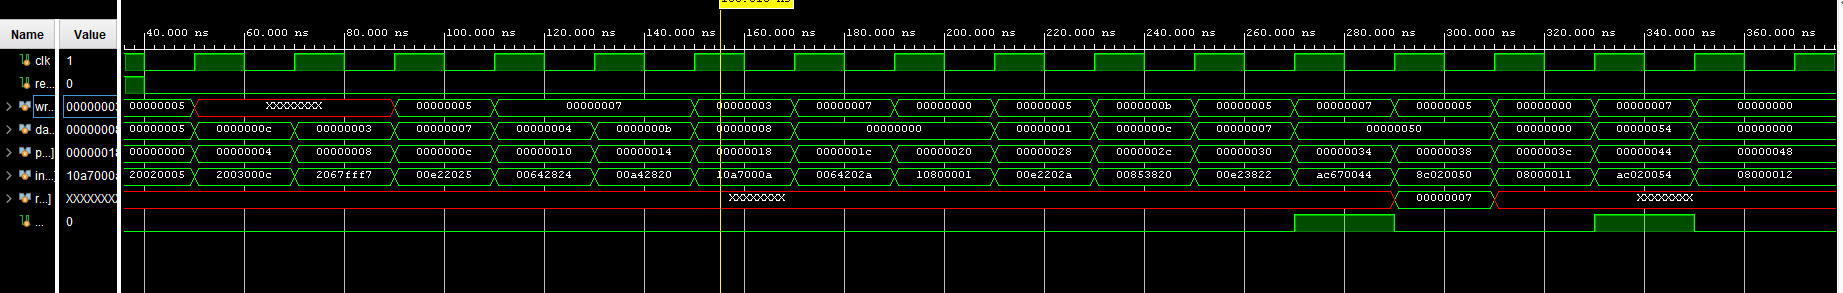 Name Value 40.000 ns 60.000 ns 80.000 ns 100.000 ns 120.000 ns 140.000 ns 160.000 ns 180.000 ns 200.000 ns 220.000 ns 240.000 ns 260.000 ns 280.000 ns 300.000 ns 320.000 ns 340.000 ns 360.000 ns
clk 1
re... 0
wr.. 00000003 00000005 XXXXXXXX 00000005 00000007 00000003 00000007 00000000 00000005 0000000b 00000005 00000007 00000005 00000000 00000007 00000000
da... 00000008 00000005 0000000c 00000003 00000007 00000004 0000000b 00000008 00000000 00000001 0000000c 00000007 00000050 00000000 00000054 00000000
p...] 00000018 00000000 00000004 00000008 0000000c 00000010 00000014 00000018 0000001c 00000020 00000028 0000002c 00000030 00000034 00000038 0000003c 00000044 00000048
in...] 10a7000a 20020005 2003000c 2067fff7 00e22025 00642824 00a42820 10a7000a 0064202a 10800001 00e2202a 00853820 00e23822 ac670044 8c020050 08000011 ac020054 08000012
r...] XXXXXXXX XXXXXXXX 00000007 XXXXXXXX
... 0